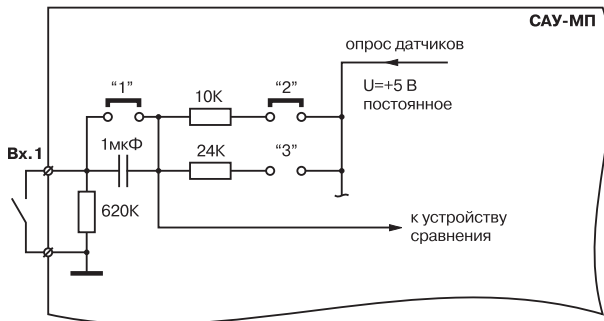 САУ-МП
опрос датчиков
U=+5 В
постоянное
“1”
10К
“2”
1мкФ
24К
“3”
Вх.1
620К
к устройству
сравнения